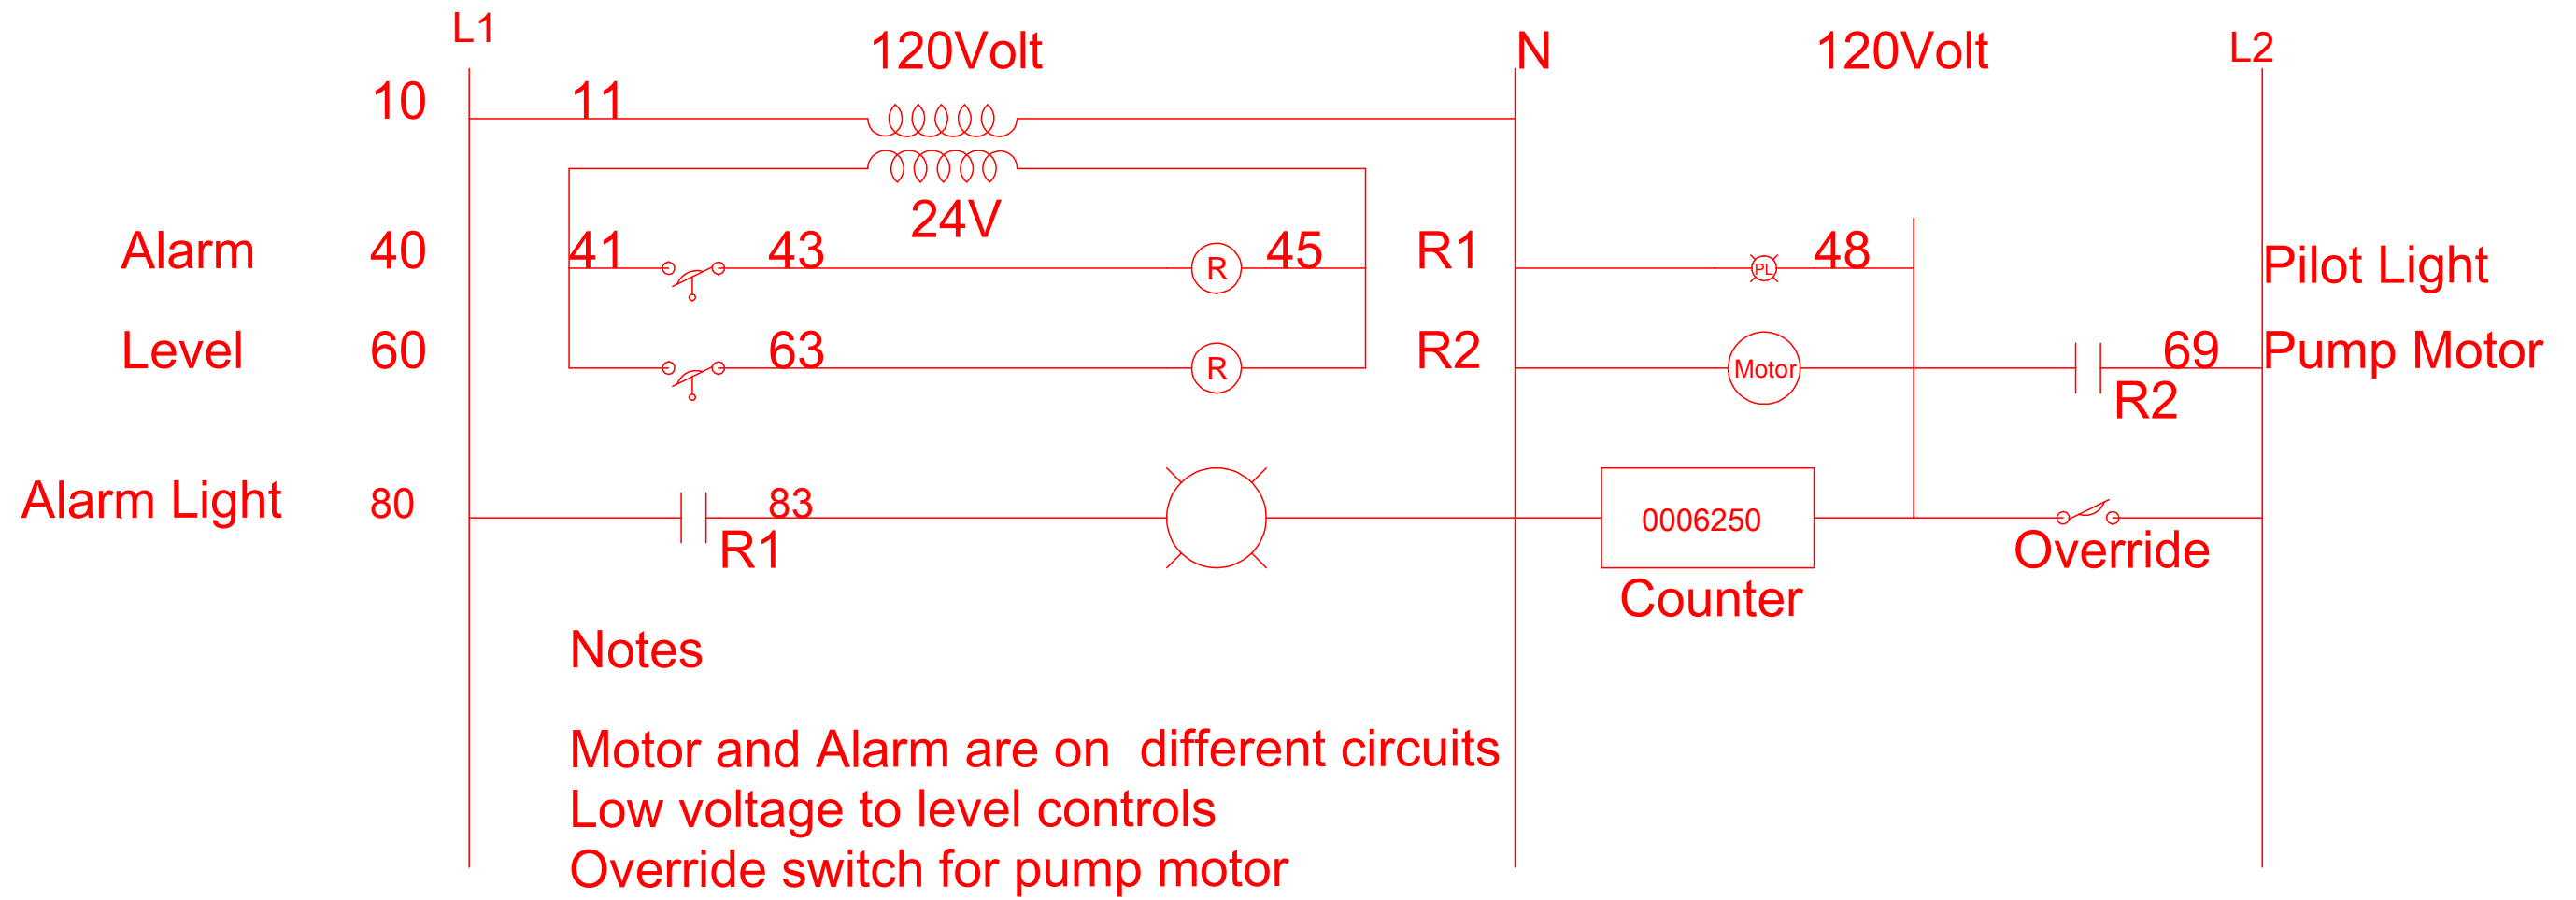 L1 120Volt N 120Volt L2
10 11
24V
Alarm 40 41 43 R 45 R1 PL 48 Pilot Light
Level 60 63 R R2 Motor 69 Pump Motor
R2
Alarm Light 80 83 0006250
R1 Override
Counter
Notes
Motor and Alarm are on different circuits
Low voltage to level controls
Override switch for pump motor